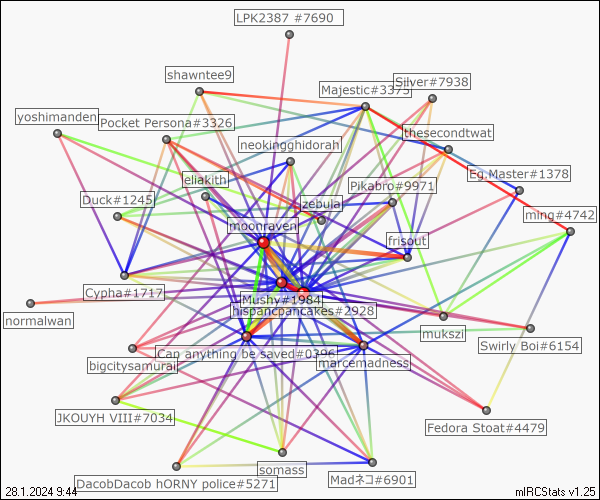 LPK2387 #7690
shawntee9
Majestic#3375
Silver#7938
yoshimanden
Pocket Persona#3326
thesecondtwat
neokingghidorah
Eg.Master#1378
eliakith
Pikabro#9971
Duck#1245
zebula
ming#4742
moonraven
frisout
Cypha#1717
Mushy#1984
hispancpancakes#2928
normalwan
mukszi
Swirly Boi#6154
Cap anything be saved#0396
bigcitysamurai
marcemadness
JKOUYH VIII#7034
Fedora Stoat#4479
somass
DacobDacob hORNY police#5271
Madネコ#6901
28.1.2024 9:44
mIRCStats v1.25